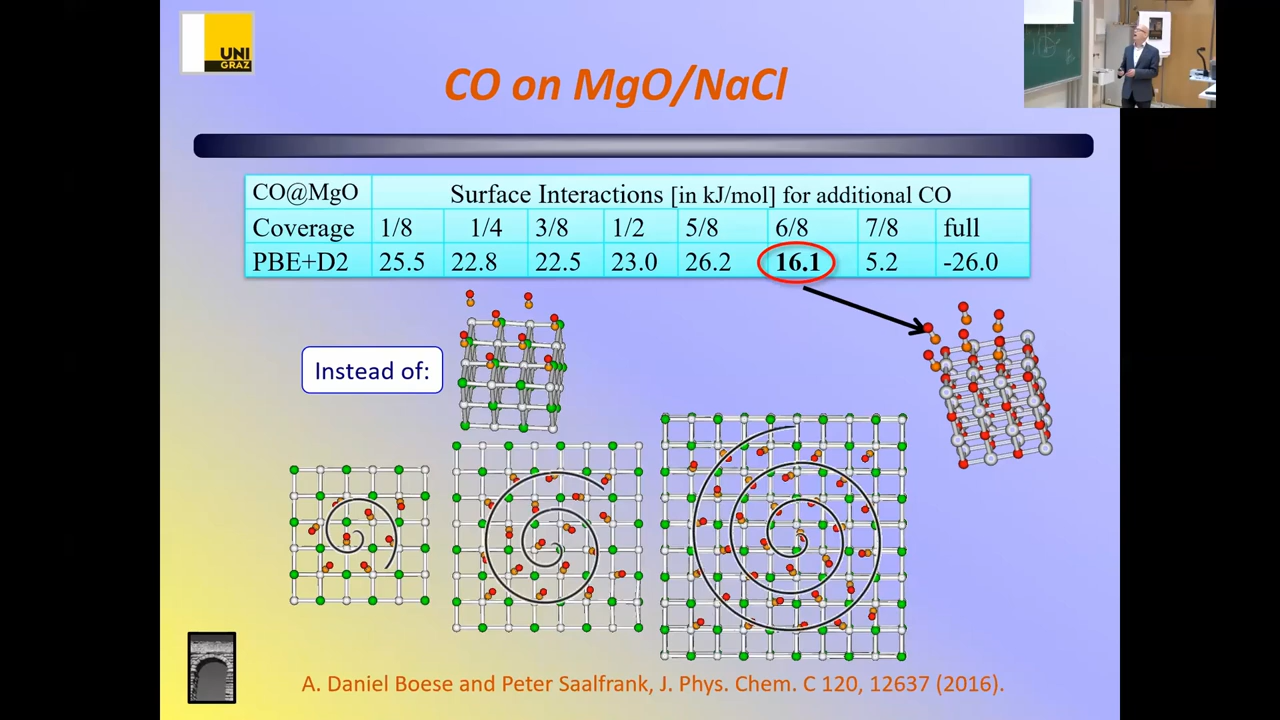 UNI
GRAZ
CO on MgO/NaCl
CO@MgO Surface Interactions [in kJ/mol] for additional CO
Coverage 1/8 1/4 3/8 1/2 5/8 6/8 7/8 full
PBE+D2 25.5 22.8 22.5 23.0 26.2 16.1 5.2 -26.0
Instead of:
A. Daniel Boese and Peter Saalfrank, J. Phys. Chem. C 120, 12637 (2016).